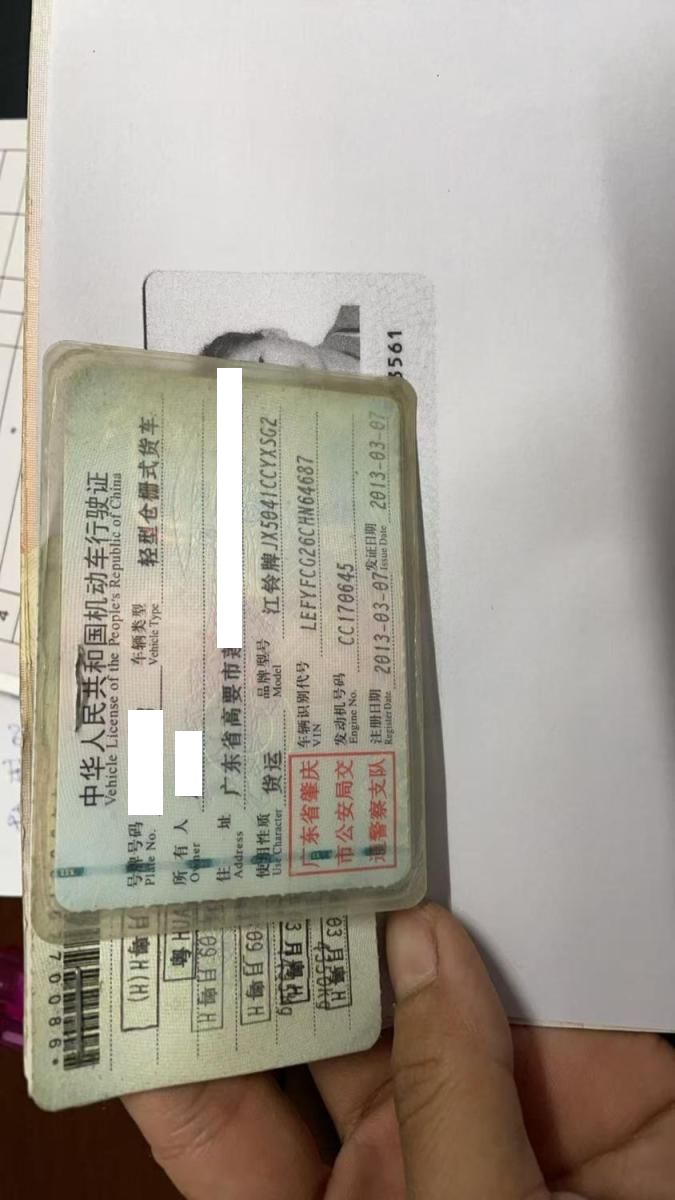 中华人民共和国机动车行驶证
Vehicle License of the People's Republic of China
号牌号码
Plate No.
车辆类型 轻型仓栅式货车
Vehicle Type
所有人
Owner
住址 广东省高要市
Address
使用性质 货运
Use Character
品牌型号 江铃牌JX5041CCYXSG2
Model
车辆识别代号 LEFYFCG26CHN64687
VIN
发动机号码 CC170645
Engine No.
注册日期 2013-03-07
Register Date
发证日期 2013-03-07
Issue Date
广东省肇庆
市公安局交
通警察支队
3561
70086*